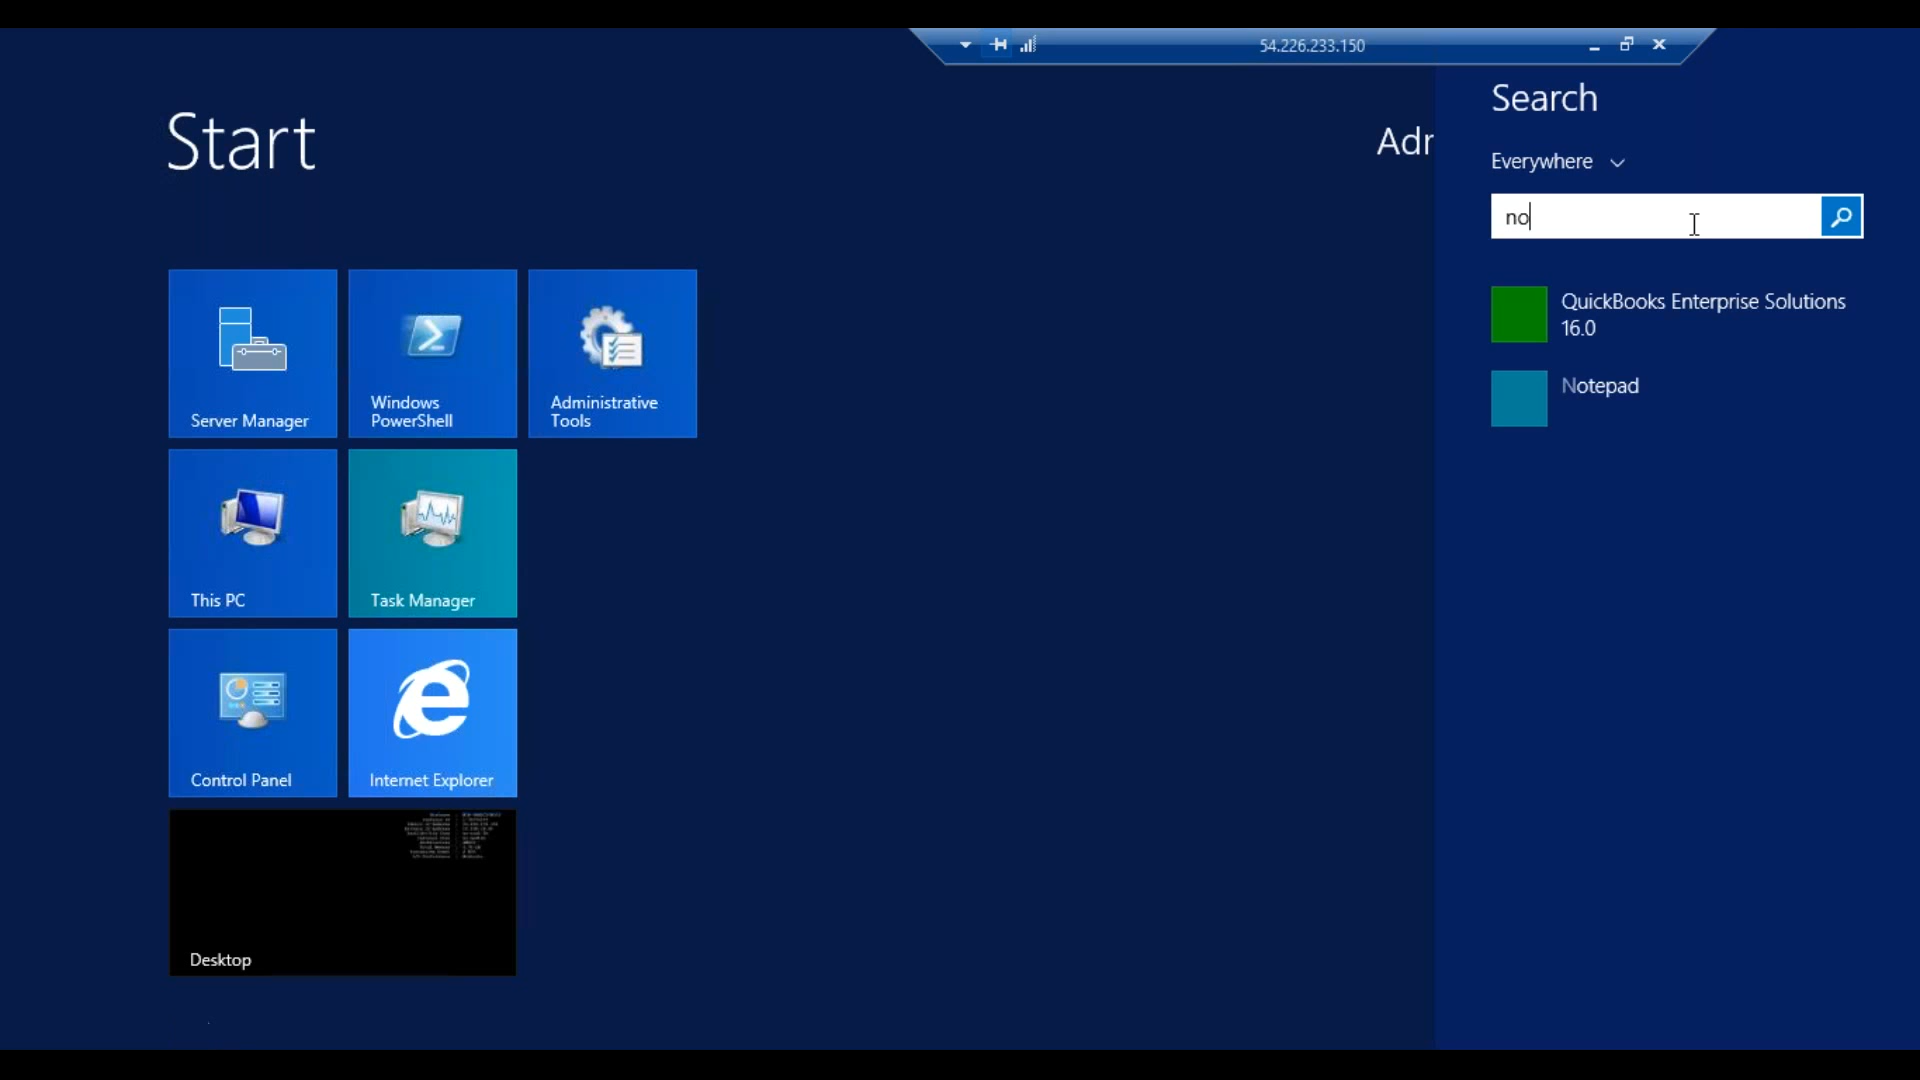 54.226.233.150
Start
Adr
Search
Everywhere
no
QuickBooks Enterprise Solutions
16.0
Notepad
Server Manager
Windows
PowerShell
Administrative
Tools
This PC
Task Manager
Control Panel
Internet Explorer
Desktop